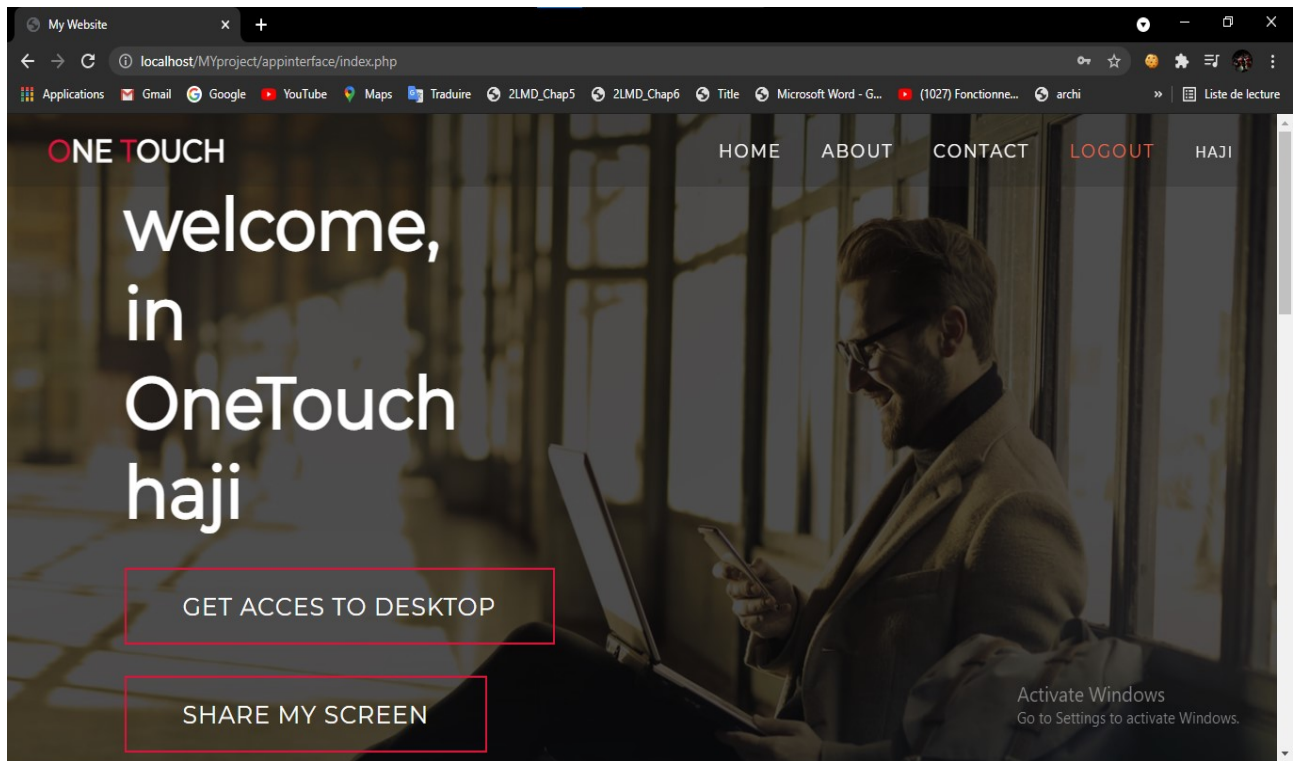 My Website
localhost/MYproject/appinterface/index.php
Applications Gmail Google YouTube Maps Traduire 2LMD_Chap5 2LMD_Chap6 Title Microsoft Word - G... (1027) Fonctionne... archi » Liste de lecture
ONE TOUCH HOME ABOUT CONTACT LOGOUT HAJI
welcome,
in
OneTouch
haji
GET ACCES TO DESKTOP
SHARE MY SCREEN
Activate Windows
Go to Settings to activate Windows.